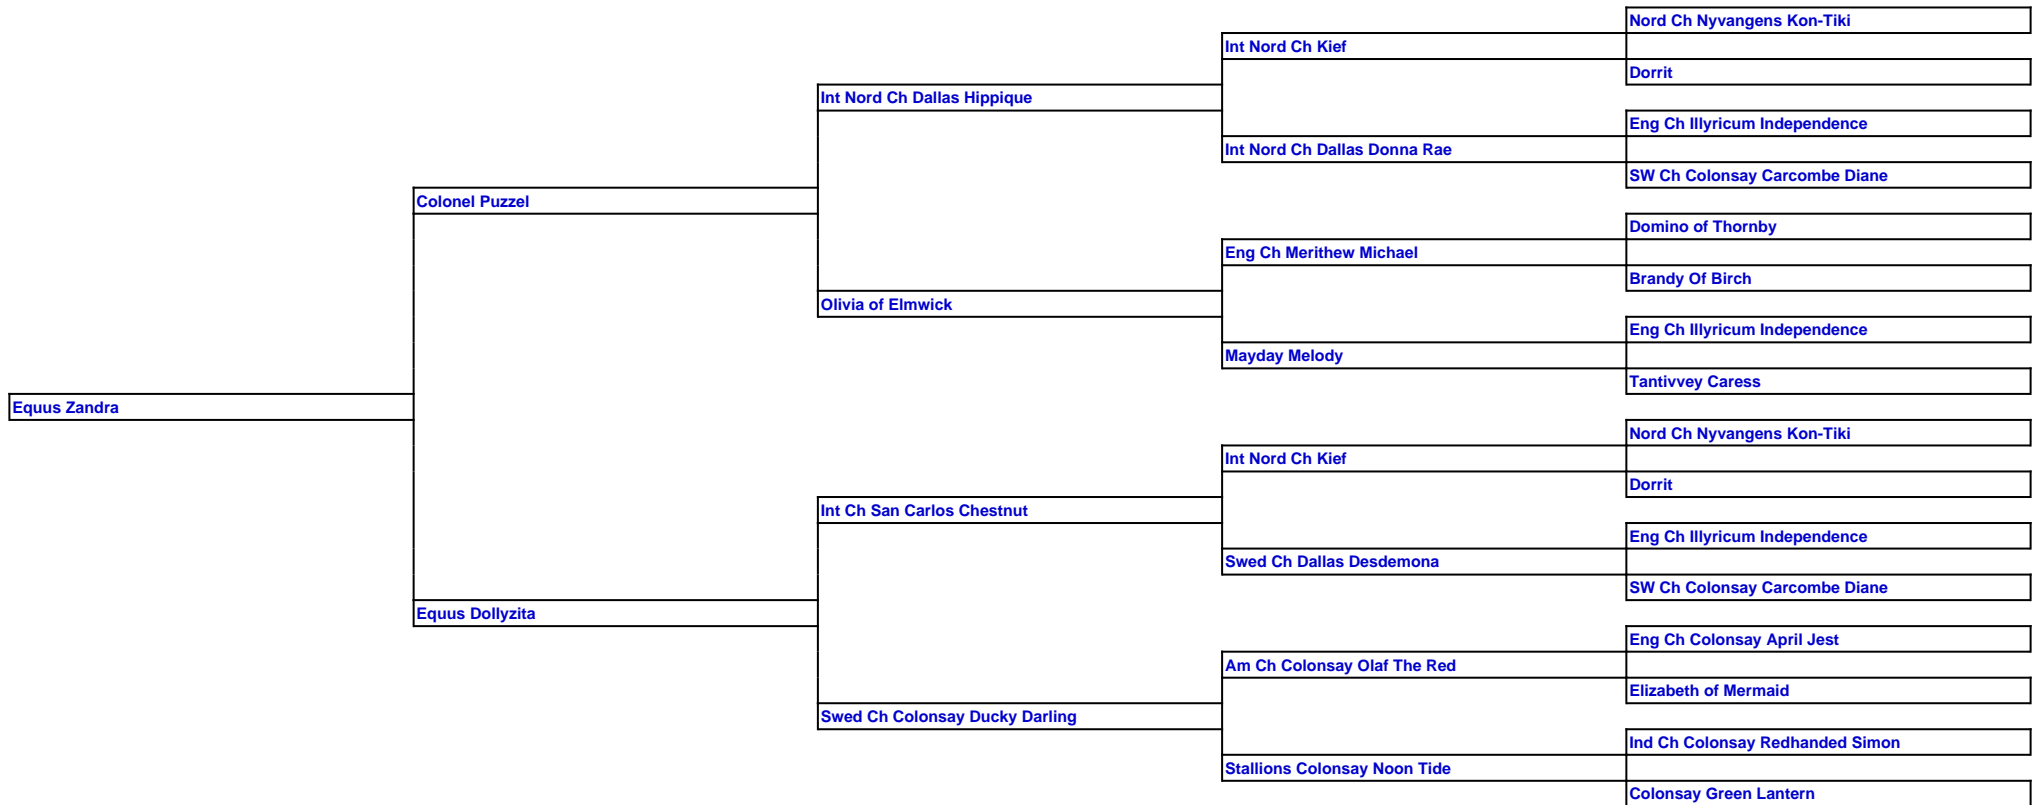 Nord Ch Nyvangens Kon-Tiki
Int Nord Ch Kief
Dorrit
Int Nord Ch Dallas Hippique
Eng Ch Illyricum Independence
Int Nord Ch Dallas Donna Rae
SW Ch Colonsay Carcombe Diane
Colonel Puzzel
Domino of Thornby
Eng Ch Merithew Michael
Brandy Of Birch
Olivia of Elmwick
Eng Ch Illyricum Independence
Mayday Melody
Tantivvey Caress
Equus Zandra
Nord Ch Nyvangens Kon-Tiki
Int Nord Ch Kief
Dorrit
Int Ch San Carlos Chestnut
Eng Ch Illyricum Independence
Swed Ch Dallas Desdemona
SW Ch Colonsay Carcombe Diane
Equus Dollyzita
Eng Ch Colonsay April Jest
Am Ch Colonsay Olaf The Red
Elizabeth of Mermaid
Swed Ch Colonsay Ducky Darling
Ind Ch Colonsay Redhanded Simon
Stallions Colonsay Noon Tide
Colonsay Green Lantern